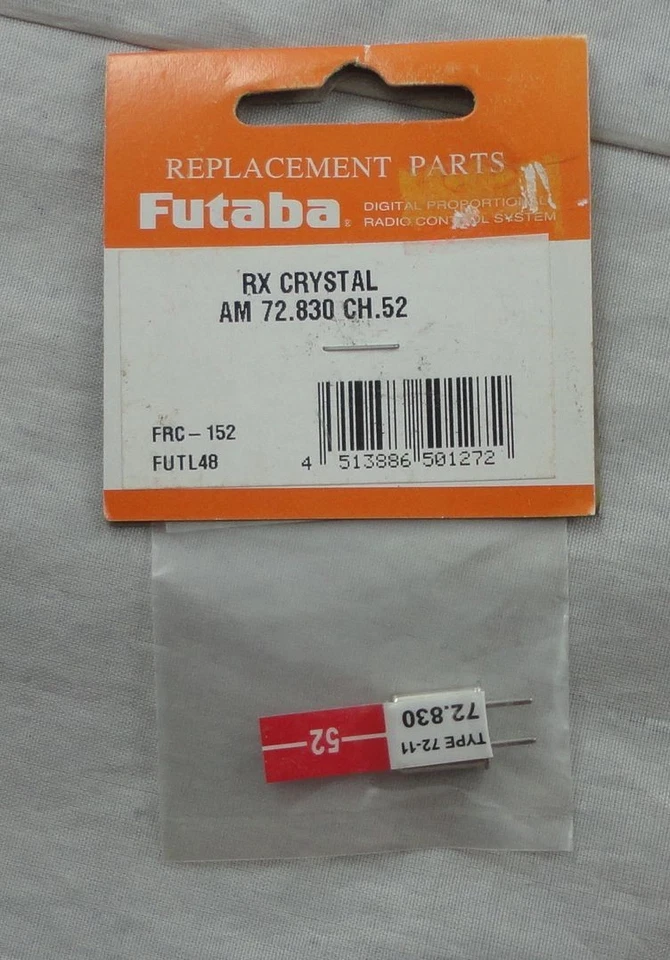 REPLACEMENT PARTS
Futaba® DIGITAL PROPORTIONAL
RADIO CONTROL SYSTEM
RX CRYSTAL
AM 72.830 CH.52
FRC-152
FUTL48
4 513886 501272
52
TYPE 72-11
72.830